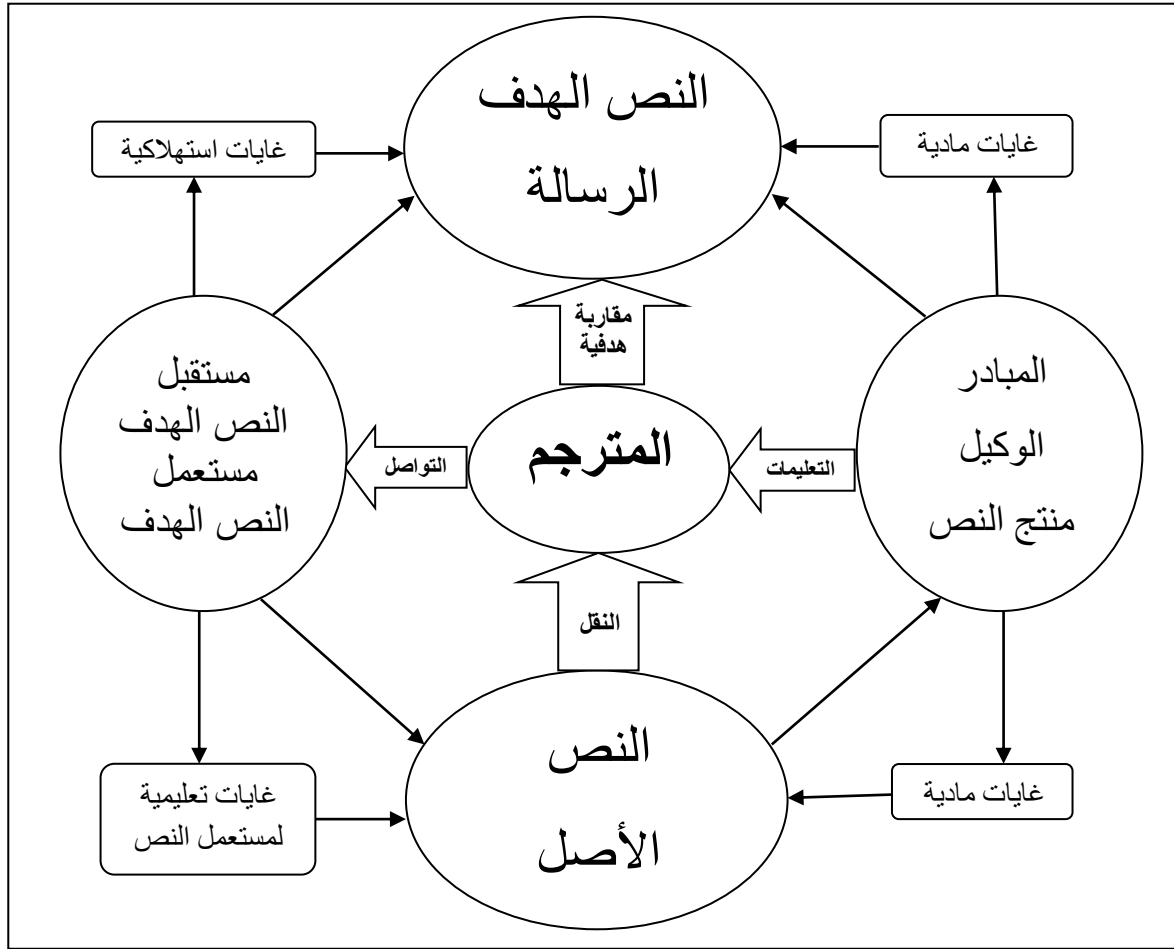 النص الهدف
الرسالة
غايات مادية
غايات استهلاكية
مقاربة
هدفية
المبادر
الوكيل
منتج النص
التعليمات
المترجم
التواصل
مستقبل
النص الهدف
مستعمل
النص الهدف
النقل
النص
الأصل
غايات مادية
غايات تعليمية
لمستعمل النص